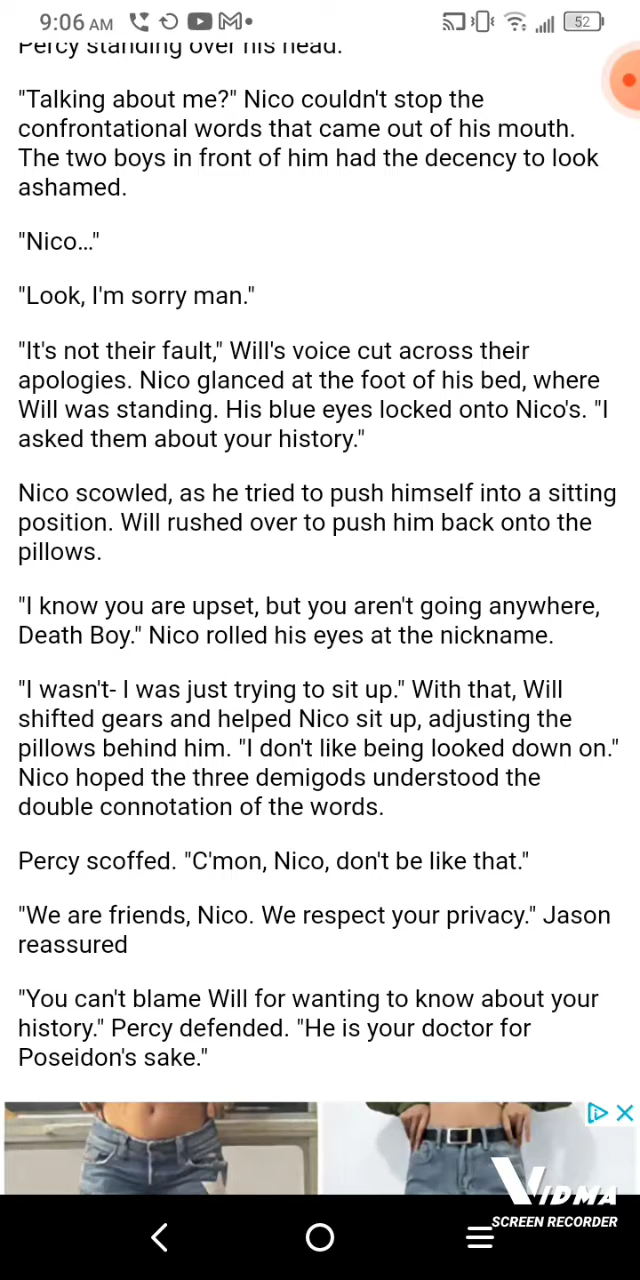 9:06 AM
52
Percy standing over his head.
"Talking about me?" Nico couldn't stop the
confrontational words that came out of his mouth.
The two boys in front of him had the decency to look
ashamed.
"Nico…"
"Look, I'm sorry man."
"It's not their fault," Will's voice cut across their
apologies. Nico glanced at the foot of his bed, where
Will was standing. His blue eyes locked onto Nico's. "I
asked them about your history."
Nico scowled, as he tried to push himself into a sitting
position. Will rushed over to push him back onto the
pillows.
"I know you are upset, but you aren't going anywhere,
Death Boy." Nico rolled his eyes at the nickname.
"I wasn't- I was just trying to sit up." With that, Will
shifted gears and helped Nico sit up, adjusting the
pillows behind him. "I don't like being looked down on."
Nico hoped the three demigods understood the
double connotation of the words.
Percy scoffed. "C'mon, Nico, don't be like that."
"We are friends, Nico. We respect your privacy." Jason
reassured
"You can't blame Will for wanting to know about your
history." Percy defended. "He is your doctor for
Poseidon's sake."
VIDMA
SCREEN RECORDER